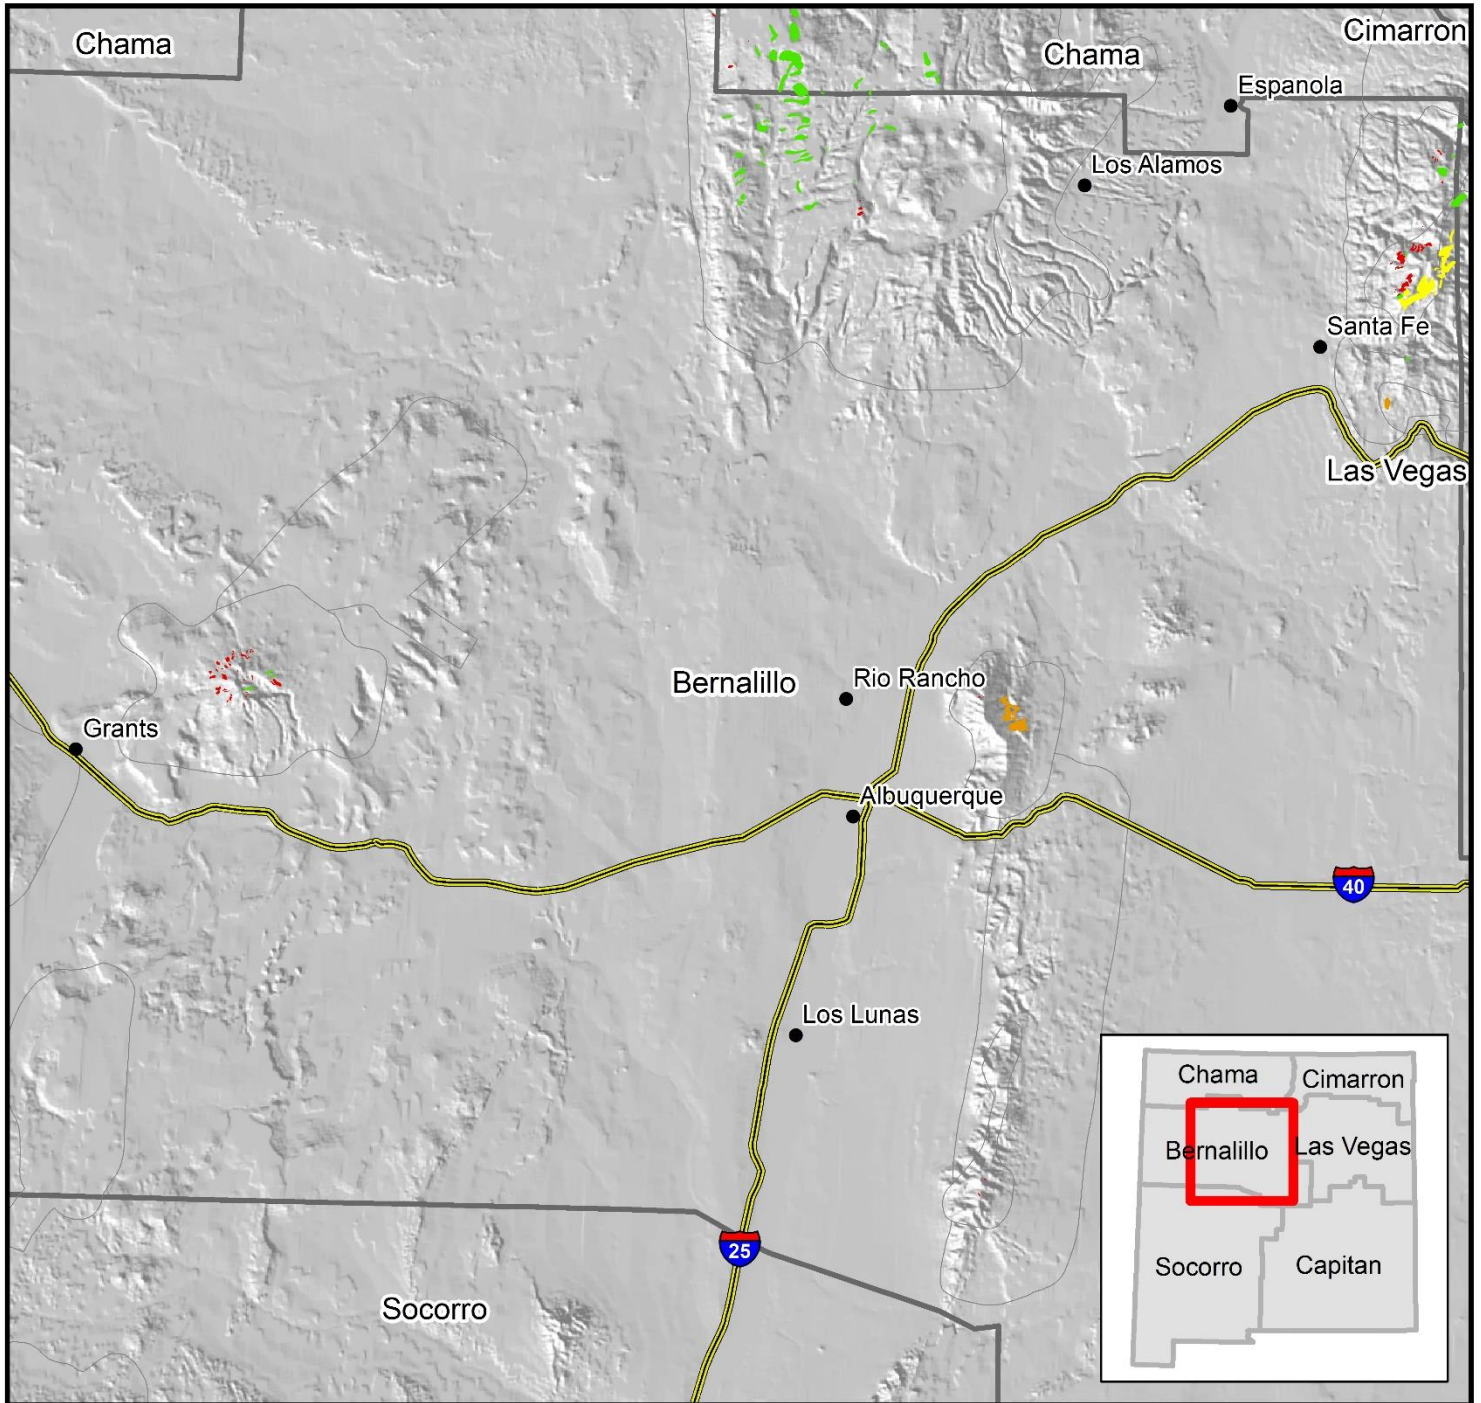 Cimarron
Chama
Chama
Espanola
Los Alamos
Santa Fe
Las Vegas
Bernalillo
Rio Rancho
Grants
Albuquerque
40
Los Lunas
25
Socorro
Chama
Cimarron
Bernalillo
Las Vegas
Socorro
Capitan